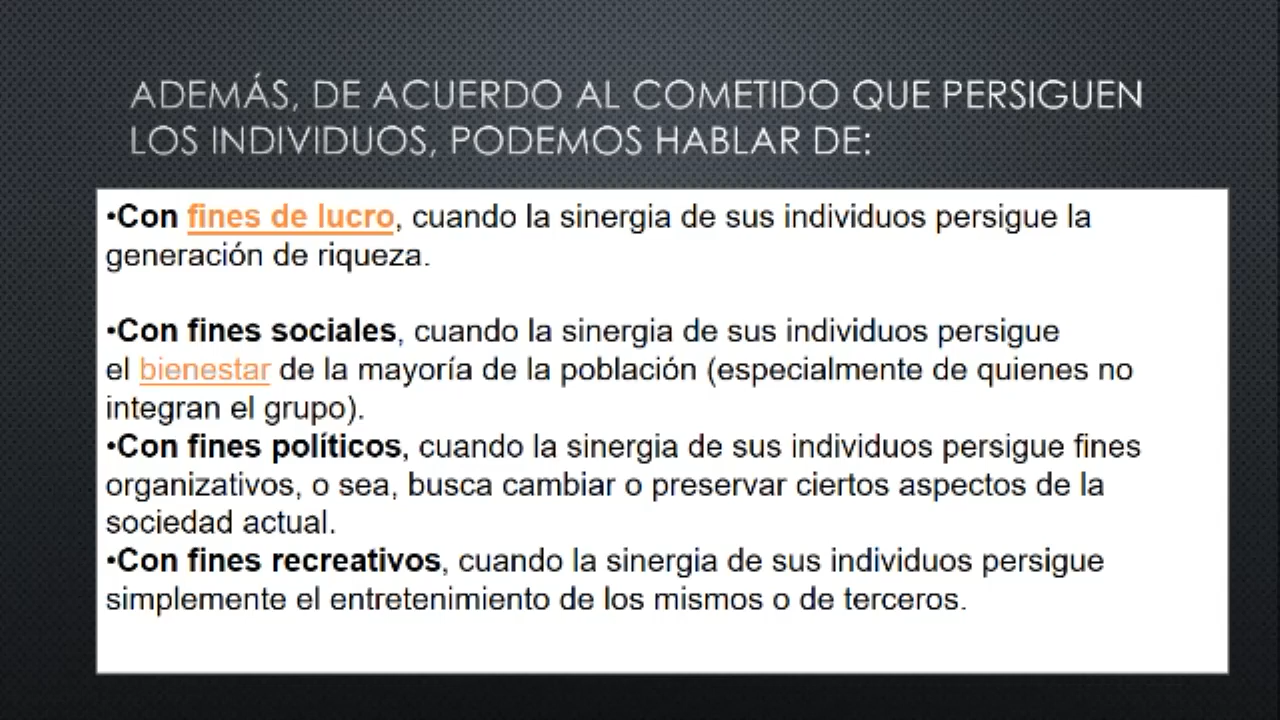 ADEMÁS, DE ACUERDO AL COMETIDO QUE PERSIGUEN
LOS INDIVIDUOS, PODEMOS HABLAR DE:
•Con fines de lucro, cuando la sinergia de sus individuos persigue la
generación de riqueza.
•Con fines sociales, cuando la sinergia de sus individuos persigue
el bienestar de la mayoría de la población (especialmente de quienes no
integran el grupo).
•Con fines políticos, cuando la sinergia de sus individuos persigue fines
organizativos, o sea, busca cambiar o preservar ciertos aspectos de la
sociedad actual.
•Con fines recreativos, cuando la sinergia de sus individuos persigue
simplemente el entretenimiento de los mismos o de terceros.